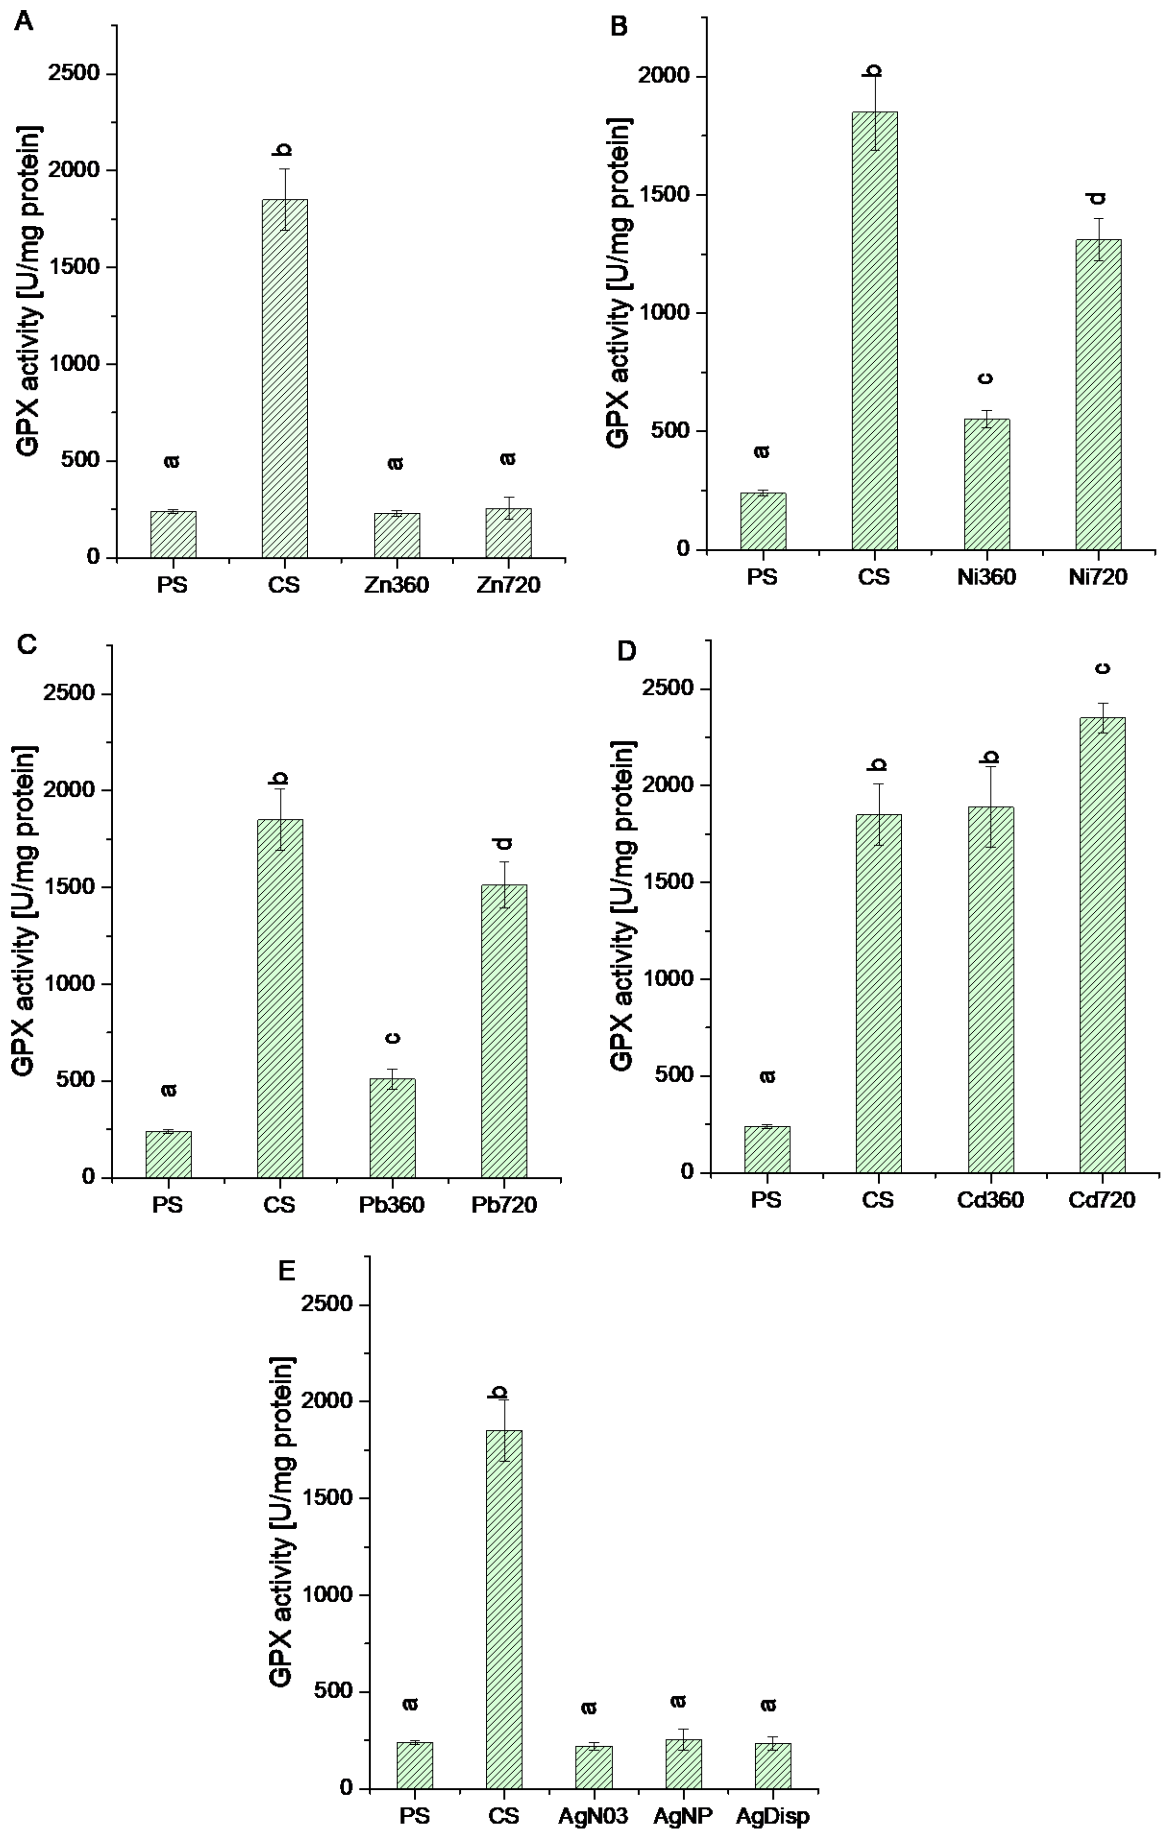 A
GPX activity [U/mg protein]
2500
2000
1500
1000
500
0
a
b
a
a
PS CS Zn360 Zn720
B
GPX activity [U/mg protein]
2000
1500
1000
500
0
a
b
c
d
PS CS Ni360 Ni720
C
GPX activity [U/mg protein]
2500
2000
1500
1000
500
0
a
b
c
d
PS CS Pb360 Pb720
D
GPX activity [U/mg protein]
2500
2000
1500
1000
500
0
a
b
b
c
PS CS Cd360 Cd720
E
GPX activity [U/mg protein]
2500
2000
1500
1000
500
0
a
b
a
a
a
PS CS AgN03 AgNP AgDisp